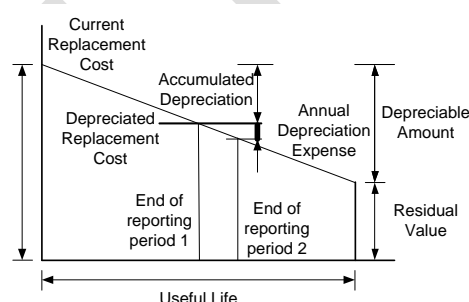 Current
Replacement
Cost
Accumulated
Depreciation
Depreciated
Replacement
Cost
Annual
Depreciation
Expense
Depreciable
Amount
End of
reporting
period 1
End of
reporting
period 2
Residual
Value
Useful Life